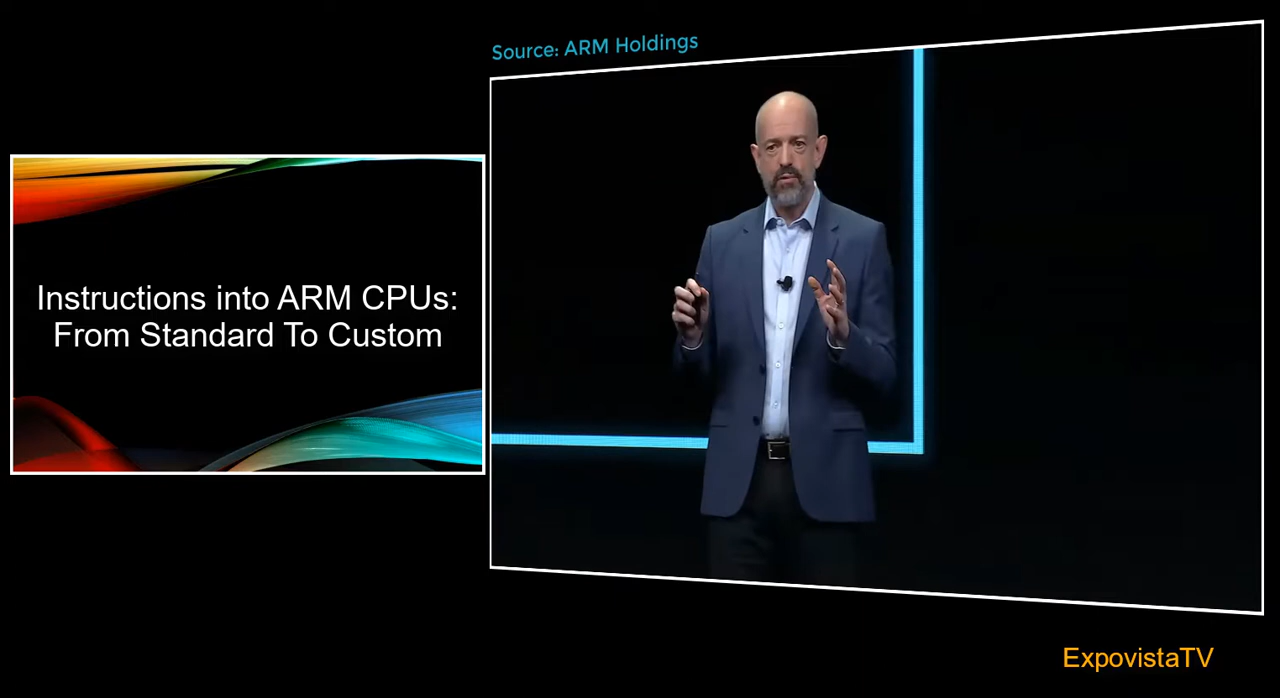 Source: ARM Holdings
Instructions into ARM CPUs:
From Standard To Custom
ExpovistaTV